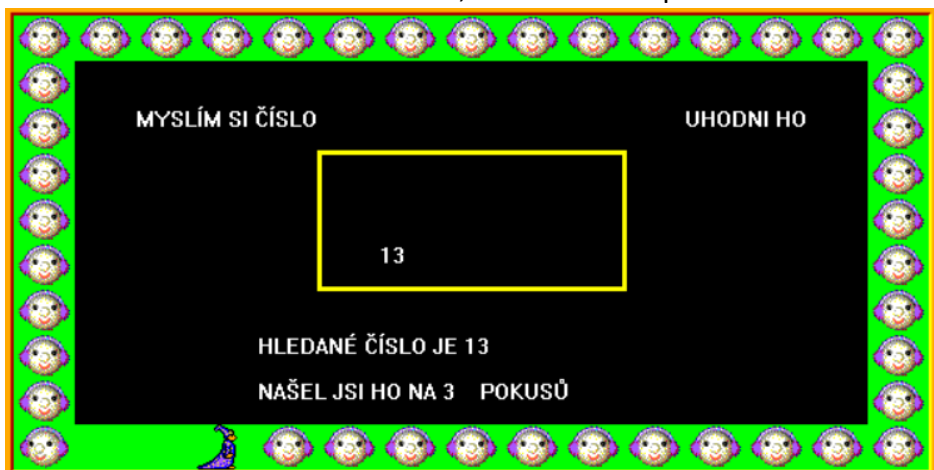 MYSLÍM SI ČÍSLO UHODNI HO
13
HLEDANÉ ČÍSLO JE 13
NAŠEL JSI HO NA 3 POKUSŮ